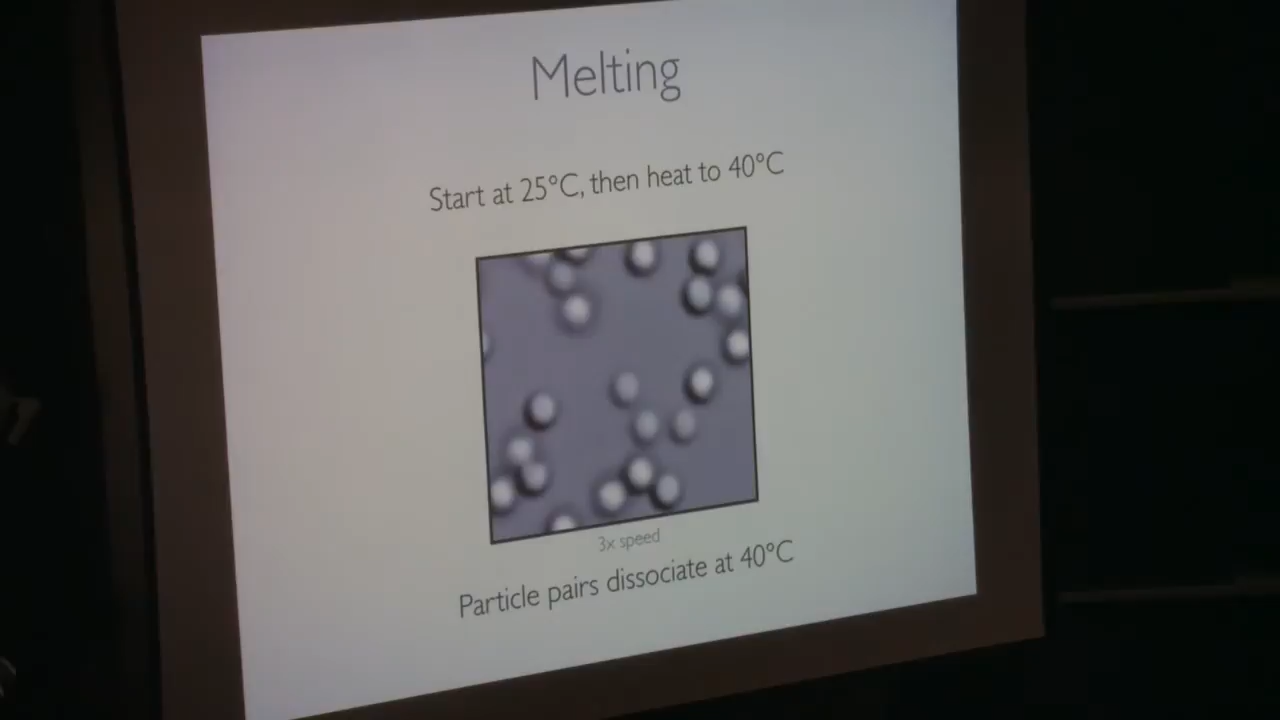 Melting
Start at 25°C, then heat to 40°C
3x speed
Particle pairs dissociate at 40°C